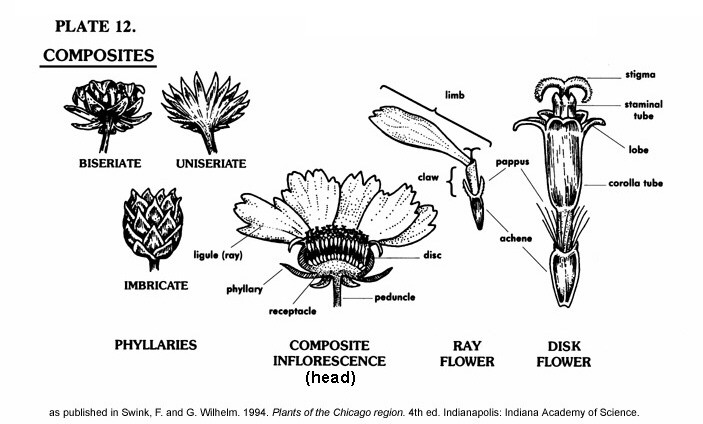 PLATE 12.
COMPOSITES
BISERIATE
UNISERIATE
IMBRICATE
PHYLLARIES
ligule (ray)
phyllary
receptacle
peduncle
disc
COMPOSITE
INFLORESCENCE
(head)
limb
claw
pappus
achene
RAY
FLOWER
stigma
staminal
tube
lobe
corolla tube
DISK
FLOWER
as published in Swink, F. and G. Wilhelm. 1994. Plants of the Chicago region. 4th ed. Indianapolis: Indiana Academy of Science.